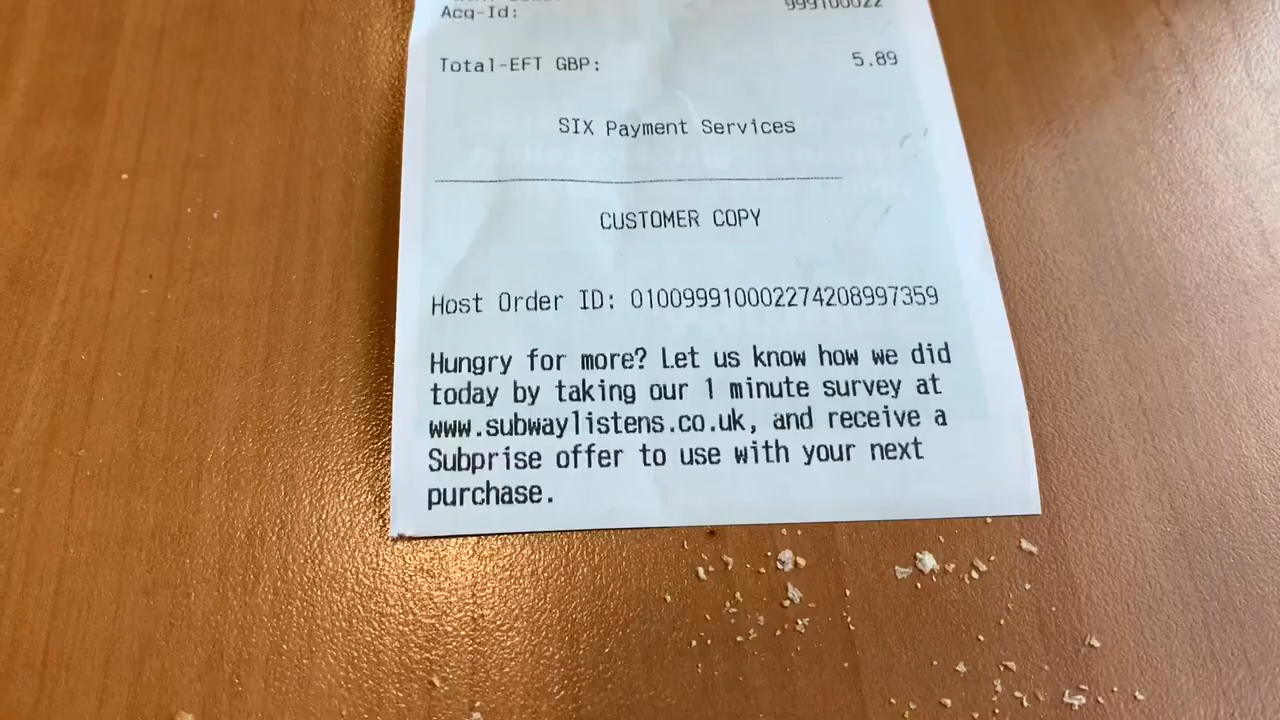 Acq-Id: 999100022
Total-EFT GBP: 5.89
SIX Payment Services
CUSTOMER COPY
Host Order ID: 010099910002274208997359
Hungry for more? Let us know how we did
today by taking our 1 minute survey at
www.subwaylistens.co.uk, and receive a
Subprise offer to use with your next
purchase.